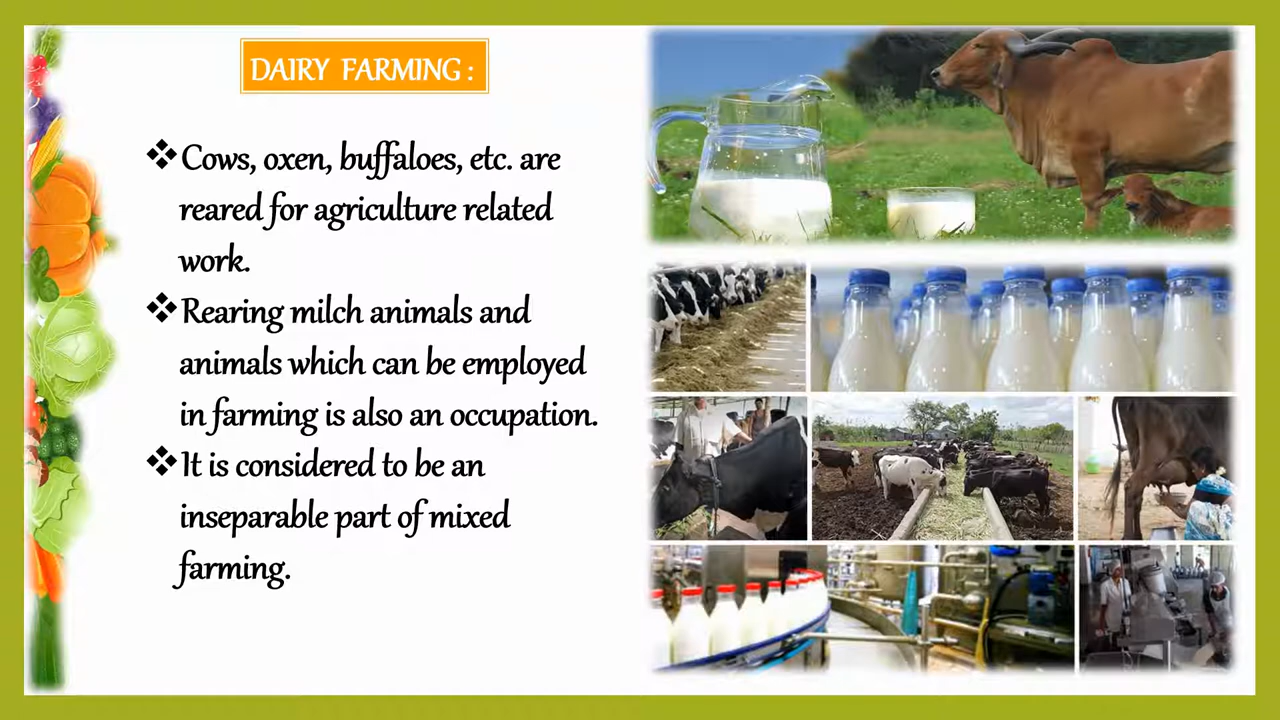 DAIRY FARMING :
❖Cows, oxen, buffaloes, etc. are
reared for agriculture related
work.
❖Rearing milch animals and
animals which can be employed
in farming is also an occupation.
❖It is considered to be an
inseparable part of mixed
farming.